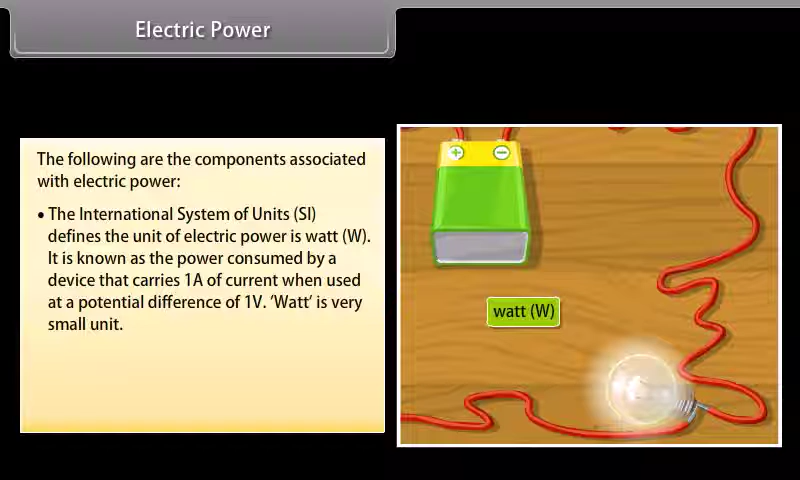 Electric Power
The following are the components associated
with electric power:
• The International System of Units (SI)
defines the unit of electric power is watt (W).
It is known as the power consumed by a
device that carries 1A of current when used
at a potential difference of 1V. ‘Watt’ is very
small unit.
+ −
watt (W)